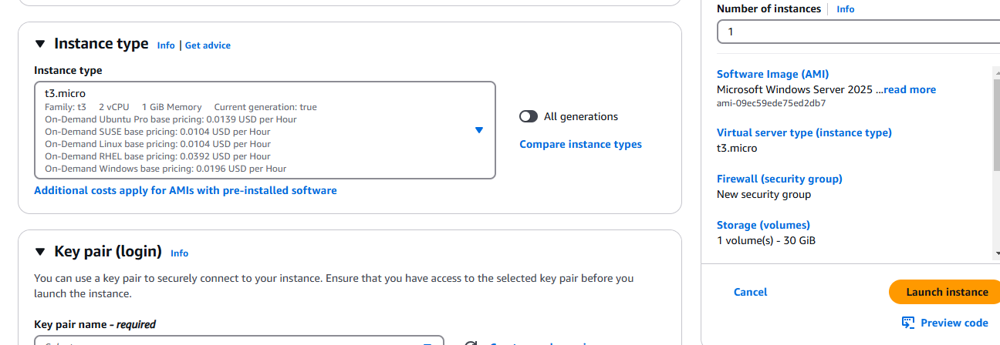 Instance type Info | Get advice
Instance type
t3.micro
Family: t3 2 vCPU 1 GiB Memory Current generation: true
On-Demand Ubuntu Pro base pricing: 0.0139 USD per Hour
On-Demand SUSE base pricing: 0.0104 USD per Hour
On-Demand Linux base pricing: 0.0104 USD per Hour
On-Demand RHEL base pricing: 0.0392 USD per Hour
On-Demand Windows base pricing: 0.0196 USD per Hour
All generations
Compare instance types
Additional costs apply for AMIs with pre-installed software
Key pair (login) Info
You can use a key pair to securely connect to your instance. Ensure that you have access to the selected key pair before you
launch the instance.
Key pair name - required
Number of instances Info
1
Software Image (AMI)
Microsoft Windows Server 2025 ...read more
ami-09ec59ede75ed2db7
Virtual server type (instance type)
t3.micro
Firewall (security group)
New security group
Storage (volumes)
1 volume(s) - 30 GiB
Cancel
Launch instance
Preview code